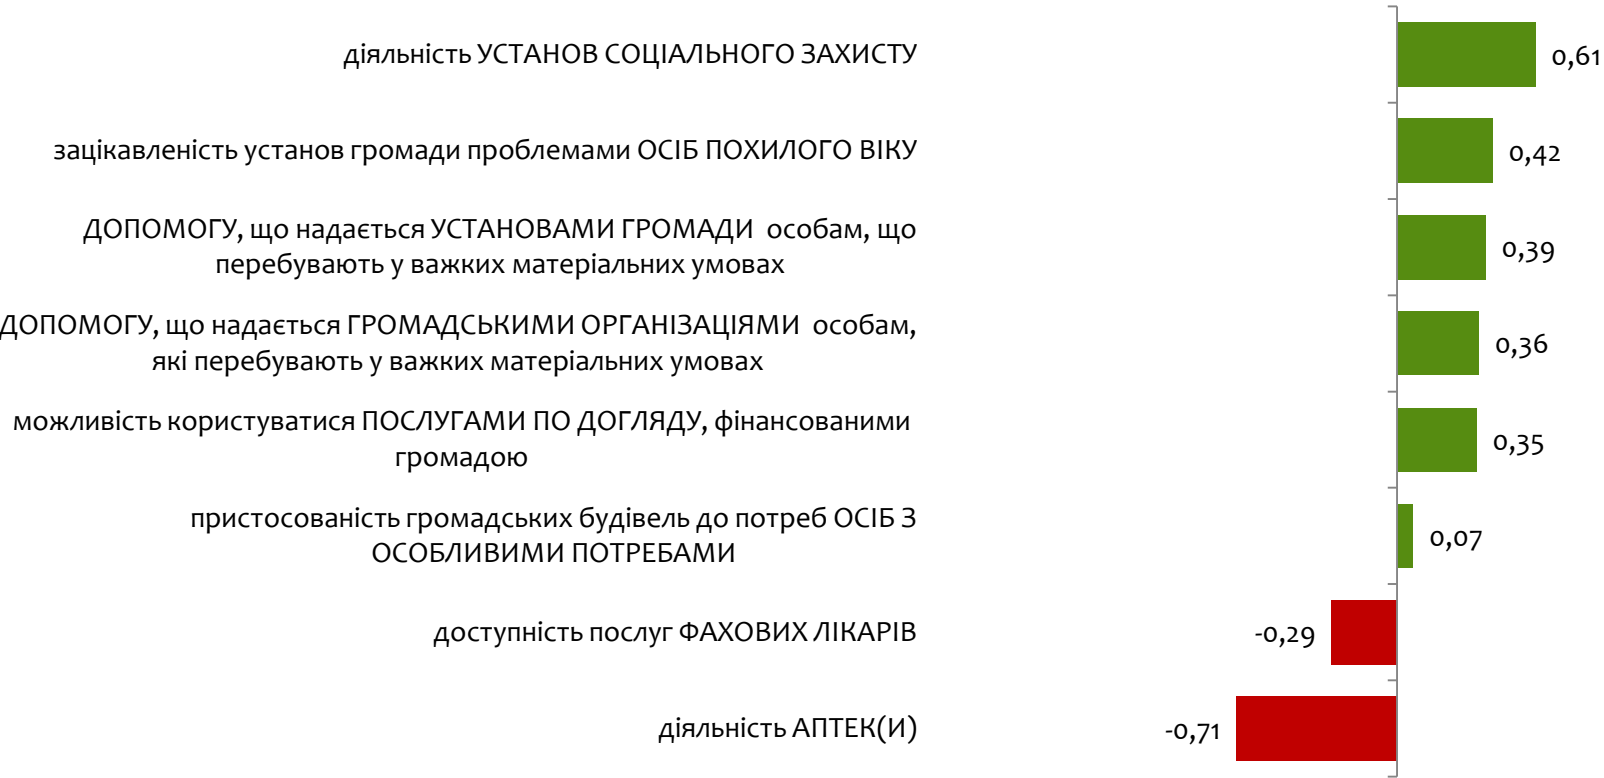 діяльність УСТАНОВ СОЦІАЛЬНОГО ЗАХИСТУ
0,61
зацікавленість установ громади проблемами ОСІБ ПОХИЛОГО ВІКУ
0,42
ДОПОМОГУ, що надається УСТАНОВАМИ ГРОМАДИ особам, що
перебувають у важких матеріальних умовах
0,39
ДОПОМОГУ, що надається ГРОМАДСЬКИМИ ОРГАНІЗАЦІЯМИ особам,
які перебувають у важких матеріальних умовах
0,36
можливість користуватися ПОСЛУГАМИ ПО ДОГЛЯДУ, фінансованими
громадою
0,35
пристосованість громадських будівель до потреб ОСІБ З
ОСОБЛИВИМИ ПОТРЕБАМИ
0,07
доступність послуг ФАХОВИХ ЛІКАРІВ
-0,29
діяльність АПТЕК(И)
-0,71